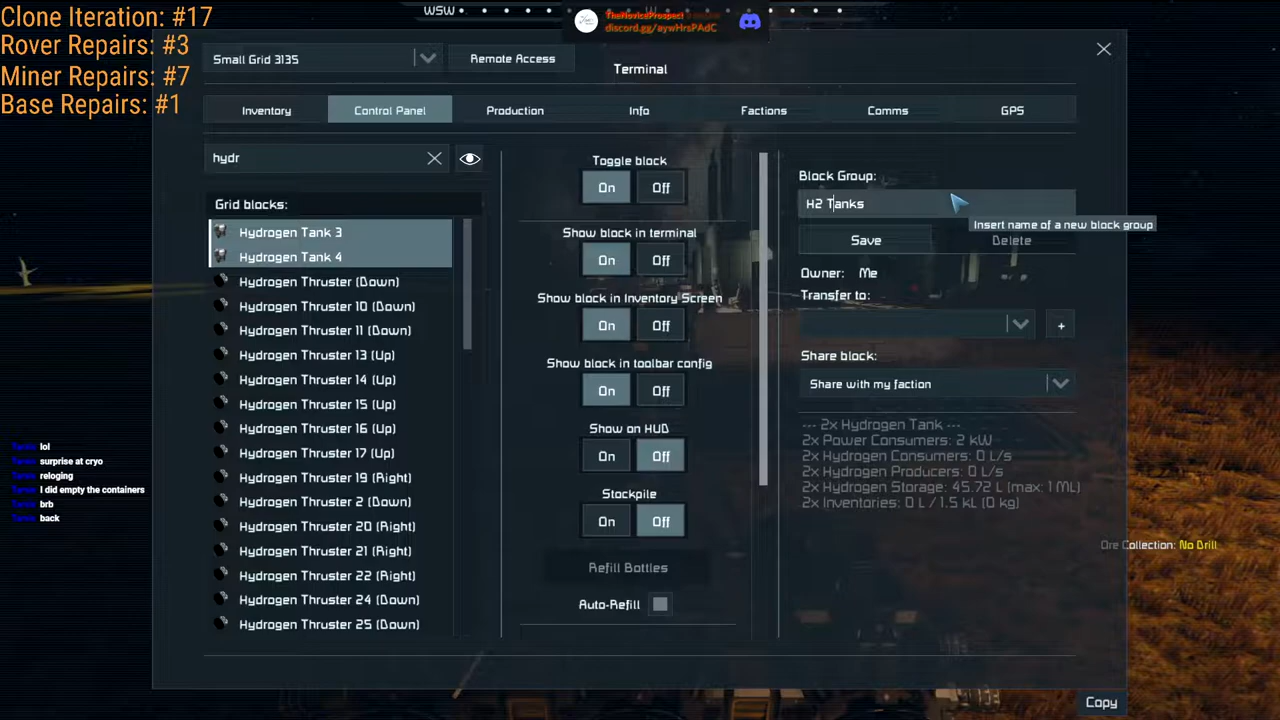 Clone Iteration: #17
Rover Repairs: #3
Miner Repairs: #7
Base Repairs: #1
WSW
TheNoviceProspect
discord.gg/aywHrsPAdC
Small Grid 3135
Remote Access
Terminal
Inventory
Control Panel
Production
Info
Factions
Comms
GPS
hydr
Grid blocks:
Hydrogen Tank 3
Hydrogen Tank 4
Hydrogen Thruster (Down)
Hydrogen Thruster 10 (Down)
Hydrogen Thruster 11 (Down)
Hydrogen Thruster 13 (Up)
Hydrogen Thruster 14 (Up)
Hydrogen Thruster 15 (Up)
Hydrogen Thruster 16 (Up)
Hydrogen Thruster 17 (Up)
Hydrogen Thruster 19 (Right)
Hydrogen Thruster 2 (Down)
Hydrogen Thruster 20 (Right)
Hydrogen Thruster 21 (Right)
Hydrogen Thruster 22 (Right)
Hydrogen Thruster 24 (Down)
Hydrogen Thruster 25 (Down)
Toggle block
On Off
Show block in terminal
On Off
Show block in Inventory Screen
On Off
Show block in toolbar config
On Off
Show on HUD
On Off
Stockpile
On Off
Refill Bottles
Auto-Refill
Block Group:
H2 Tanks
Insert name of a new block group
Save
Delete
Owner: Me
Transfer to:
+
Share block:
Share with my faction
--- 2x Hydrogen Tank ---
2x Power Consumers: 2 kW
2x Hydrogen Consumers: 0 L/s
2x Hydrogen Producers: 0 L/s
2x Hydrogen Storage: 45.72 L (max: 1 ML)
2x Inventories: 0 L / 1.5 kL (0 kg)
lol
surprise at cryo
reloging
I did empty the containers
brb
back
Ore Collection: No Drill
Copy